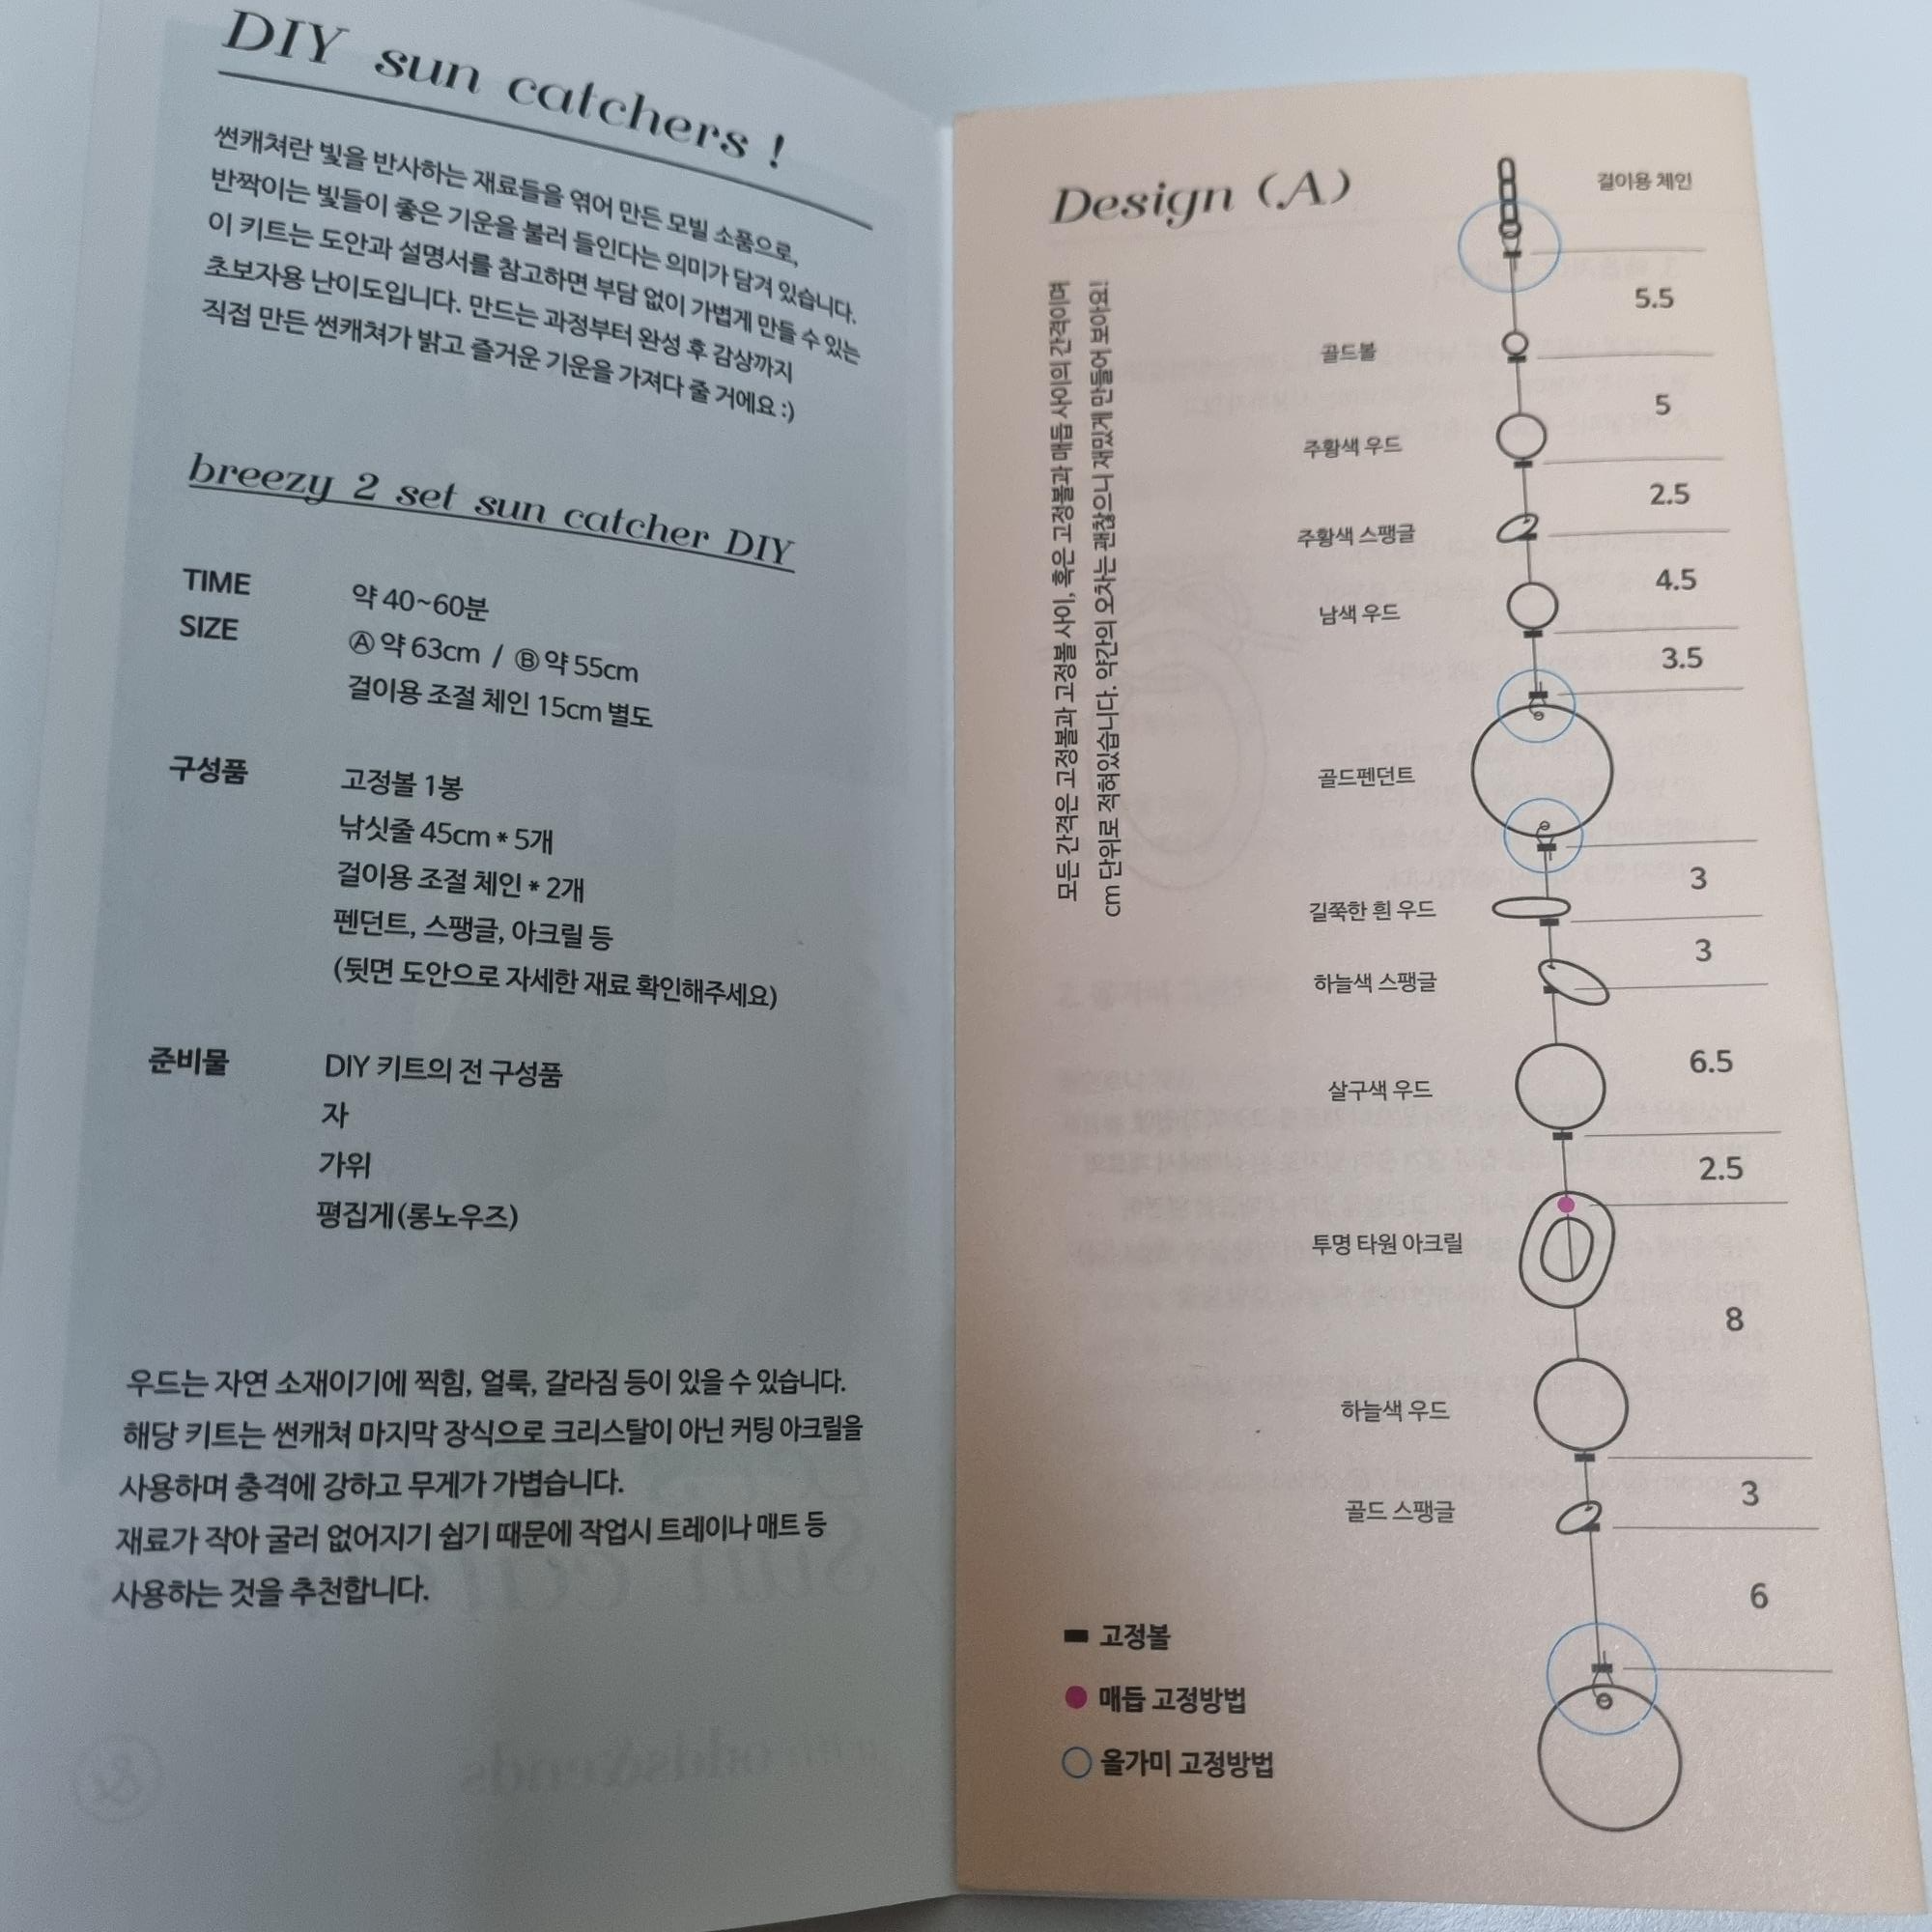 DIY sun catchers !
썬캐쳐란 빛을 반사하는 재료들을 엮어 만든 모빌 소품으로,
반짝이는 빛들이 좋은 기운을 불러 들인다는 의미가 담겨 있습니다.
이 키트는 도안과 설명서를 참고하면 부담 없이 가볍게 만들 수 있는
초보자용 난이도입니다. 만드는 과정부터 완성 후 감상까지
직접 만든 썬캐쳐가 밝고 즐거운 기운을 가져다 줄 거에요 :)
breezy 2 set sun catcher DIY
TIME 약 40~60분
SIZE Ⓐ 약 63cm / Ⓑ 약 55cm
걸이용 조절 체인 15cm 별도
구성품 고정볼 1봉
낚싯줄 45cm * 5개
걸이용 조절 체인 * 2개
펜던트, 스팽글, 아크릴 등
(뒷면 도안으로 자세한 재료 확인해주세요)
준비물 DIY 키트의 전 구성품
자
가위
평집게(롱노우즈)
우드는 자연 소재이기에 찍힘, 얼룩, 갈라짐 등이 있을 수 있습니다.
해당 키트는 썬캐쳐 마지막 장식으로 크리스탈이 아닌 커팅 아크릴을
사용하며 충격에 강하고 무게가 가볍습니다.
재료가 작아 굴러 없어지기 쉽기 때문에 작업시 트레이나 매트 등
사용하는 것을 추천합니다.
Design (A)
모든 간격은 고정볼과 고정볼 사이, 혹은 고정볼과 매듭 사이의 간격이며
cm 단위로 적혀있습니다. 약간의 오차는 괜찮으니 재밌게 만들어 보아요!
걸이용 체인
5.5
골드볼
5
주황색 우드
2.5
주황색 스팽글
4.5
남색 우드
3.5
골드펜던트
3
길쭉한 흰 우드
3
하늘색 스팽글
6.5
살구색 우드
2.5
투명 타원 아크릴
8
하늘색 우드
3
골드 스팽글
6
고정볼
매듭 고정방법
올가미 고정방법